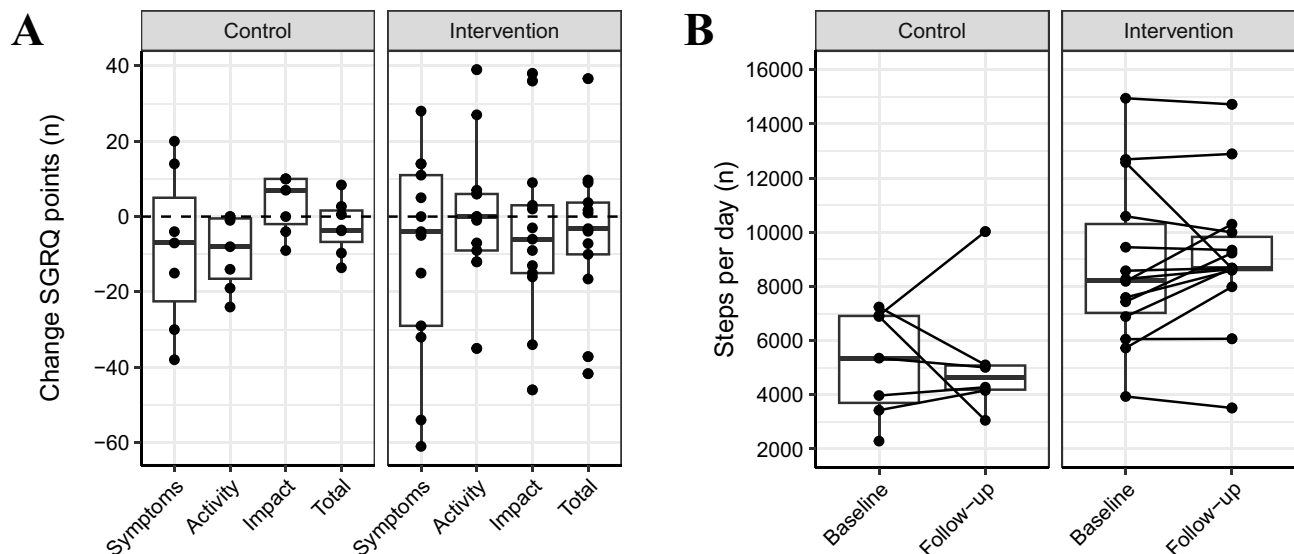 A
Control
Intervention
Change SGRQ points (n)
40
20
0
−20
−40
−60
Symptoms
Activity
Impact
Total
Symptoms
Activity
Impact
Total
B
Control
Intervention
Steps per day (n)
16000
14000
12000
10000
8000
6000
4000
2000
Baseline
Follow−up
Baseline
Follow−up